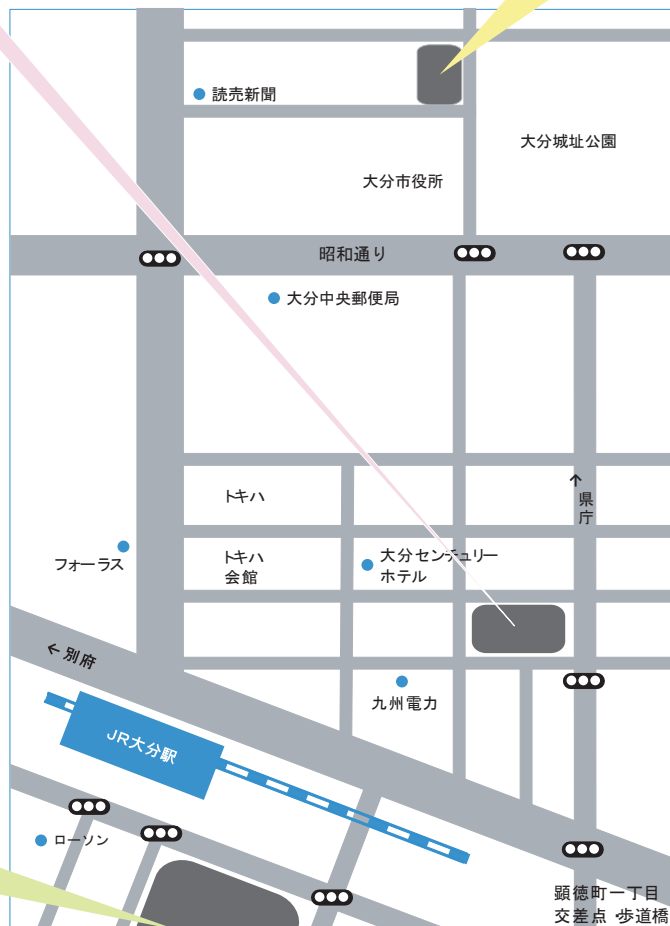 読売新聞
大分城址公園
大分市役所
昭和通り
大分中央郵便局
トキハ
↑県庁
フォーラス
トキハ
会館
大分センチュリー
ホテル
←別府
九州電力
JR大分駅
ローソン
顕徳町一丁目
交差点・歩道橋